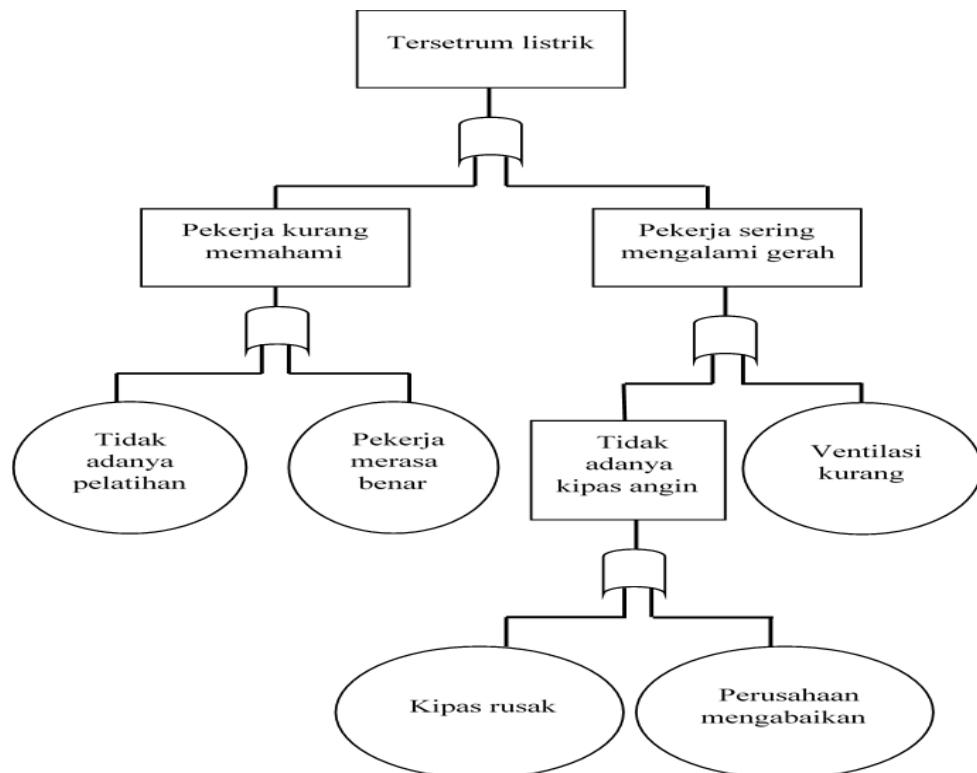 Tersetrum listrik
Pekerja kurang
memahami
Pekerja sering
mengalami gerah
Tidak
adanya
pelatihan
Pekerja
merasa
benar
Tidak
adanya
kipas angin
Ventilasi
kurang
Kipas rusak
Perusahaan
mengabaikan